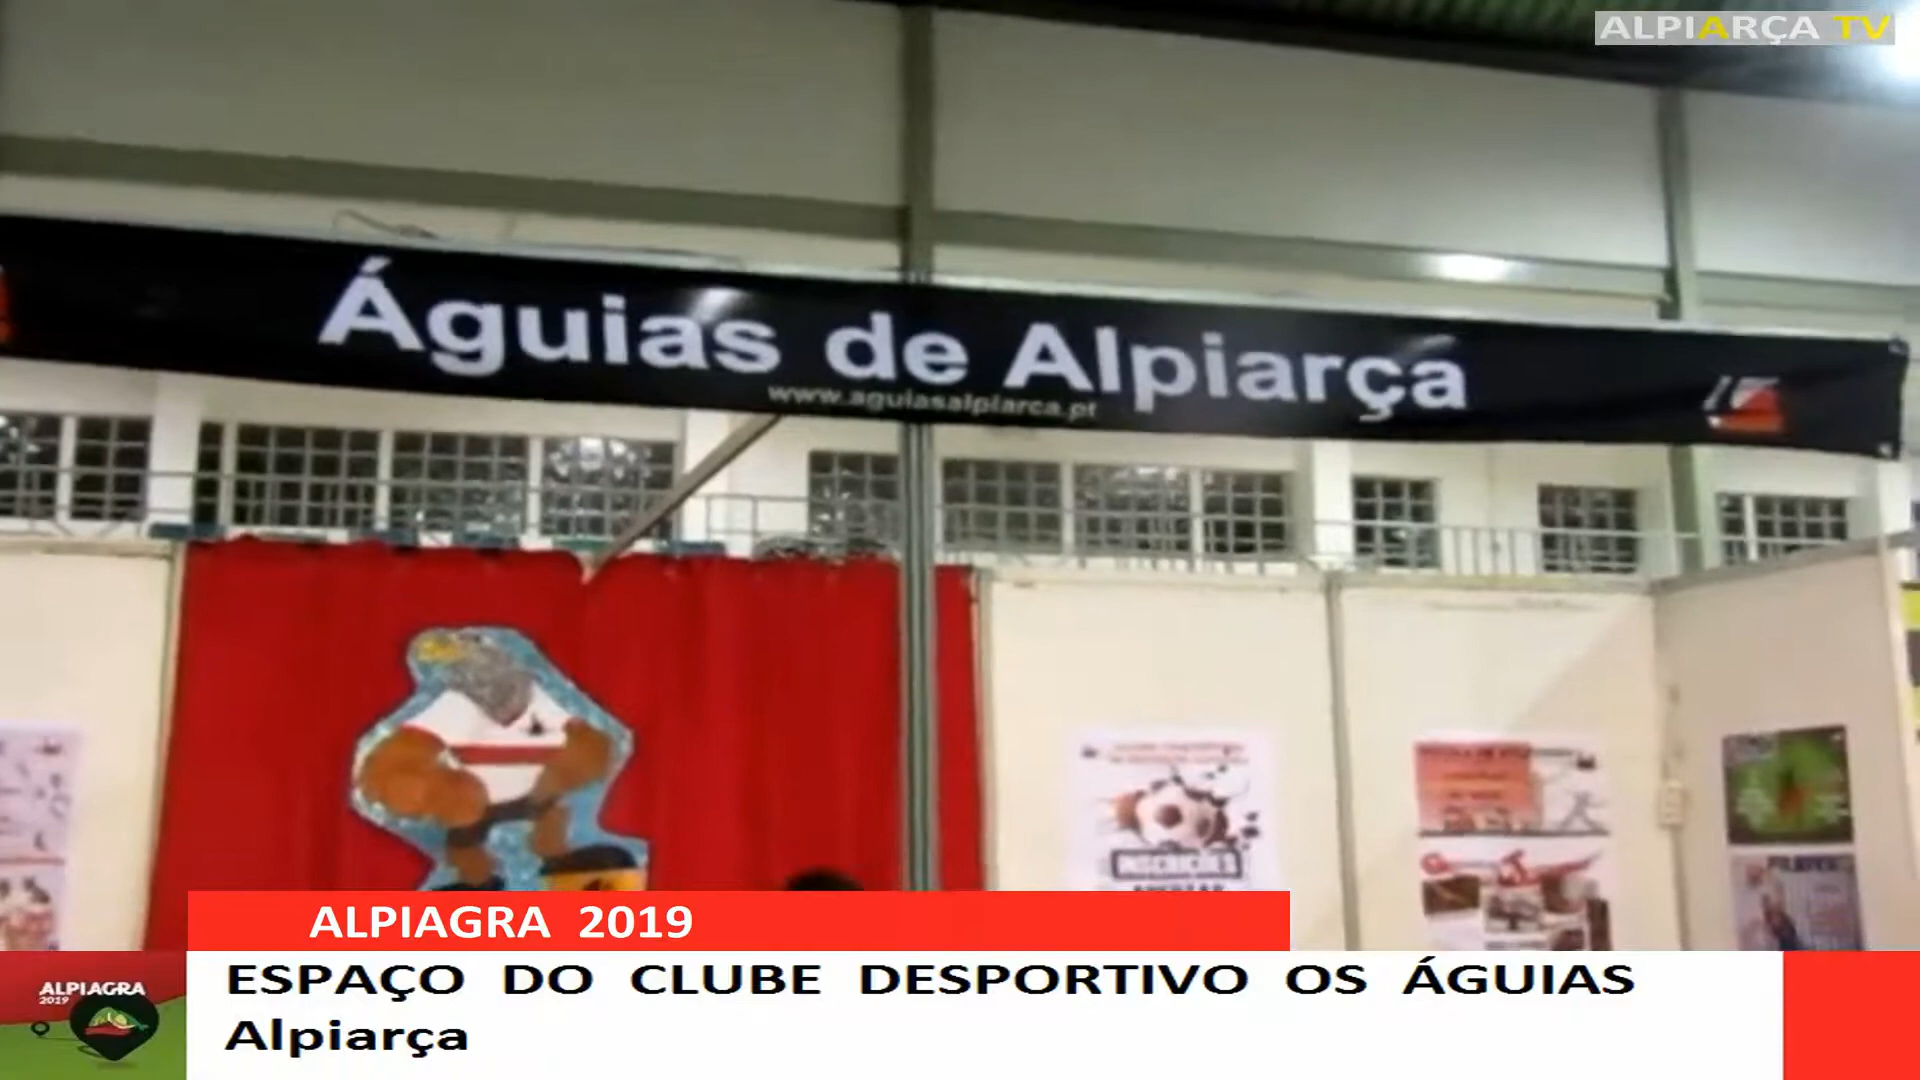 ALPIARÇA TV
Águias de Alpiarça
www.aguiasalpiarca.pt
INSCRIÇÕES
ALPIAGRA 2019
ALPIAGRA
2019
ESPAÇO DO CLUBE DESPORTIVO OS ÁGUIAS
Alpiarça